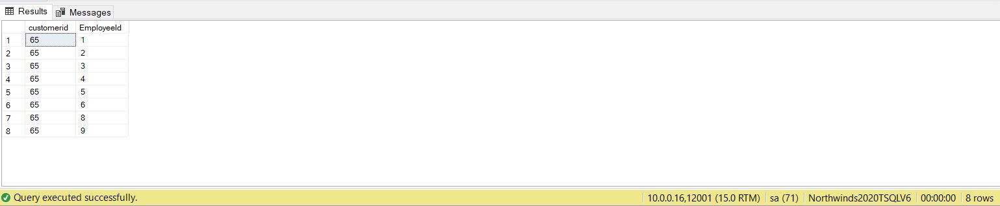 Results Messages
customerid EmployeeId
1 65 1
2 65 2
3 65 3
4 65 4
5 65 5
6 65 6
7 65 8
8 65 9
Query executed successfully. 10.0.0.16,12001 (15.0 RTM) sa (71) Northwinds2020TSQLV6 00:00:00 8 rows